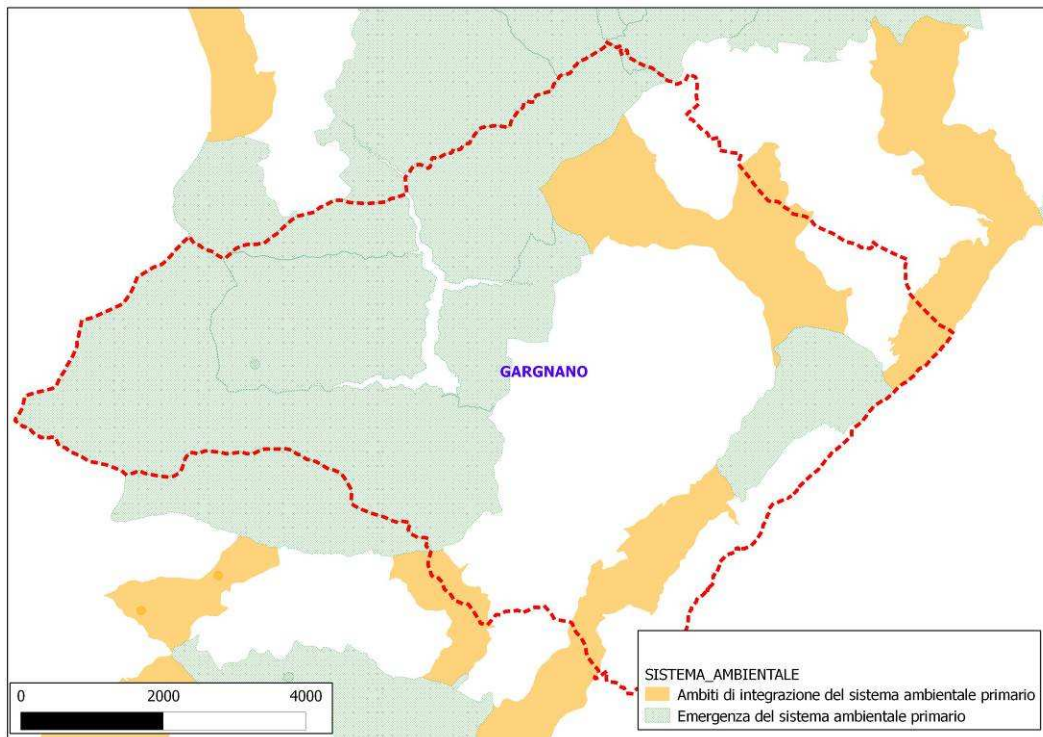 GARGNANO
SISTEMA_AMBIENTALE
Ambiti di integrazione del sistema ambientale primario
Emergenza del sistema ambientale primario
0 2000 4000